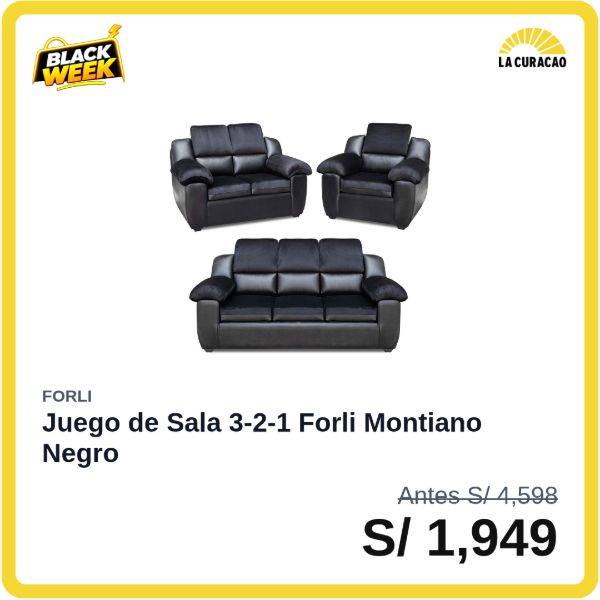 BLACK
WEEK
LA CURACAO
FORLI
Juego de Sala 3-2-1 Forli Montiano
Negro
Antes S/ 4,598
S/ 1,949